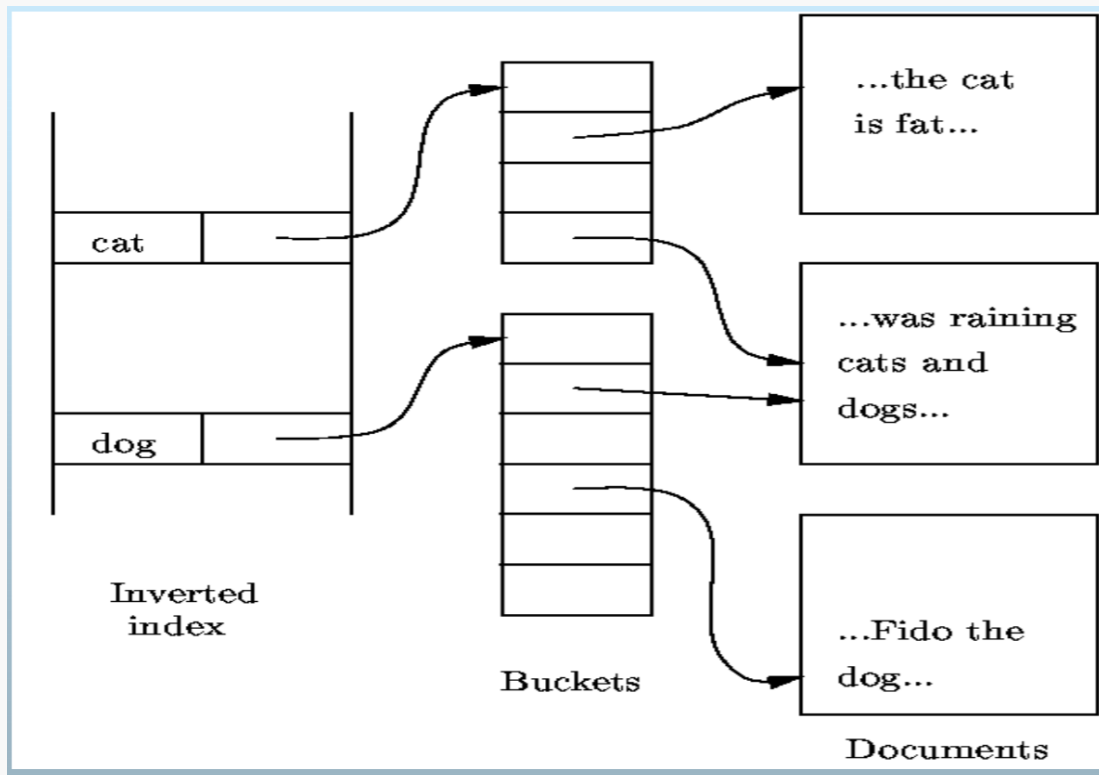 cat
dog
Inverted
index
Buckets
...the cat
is fat...
...was raining
cats and
dogs...
...Fido the
dog...
Documents